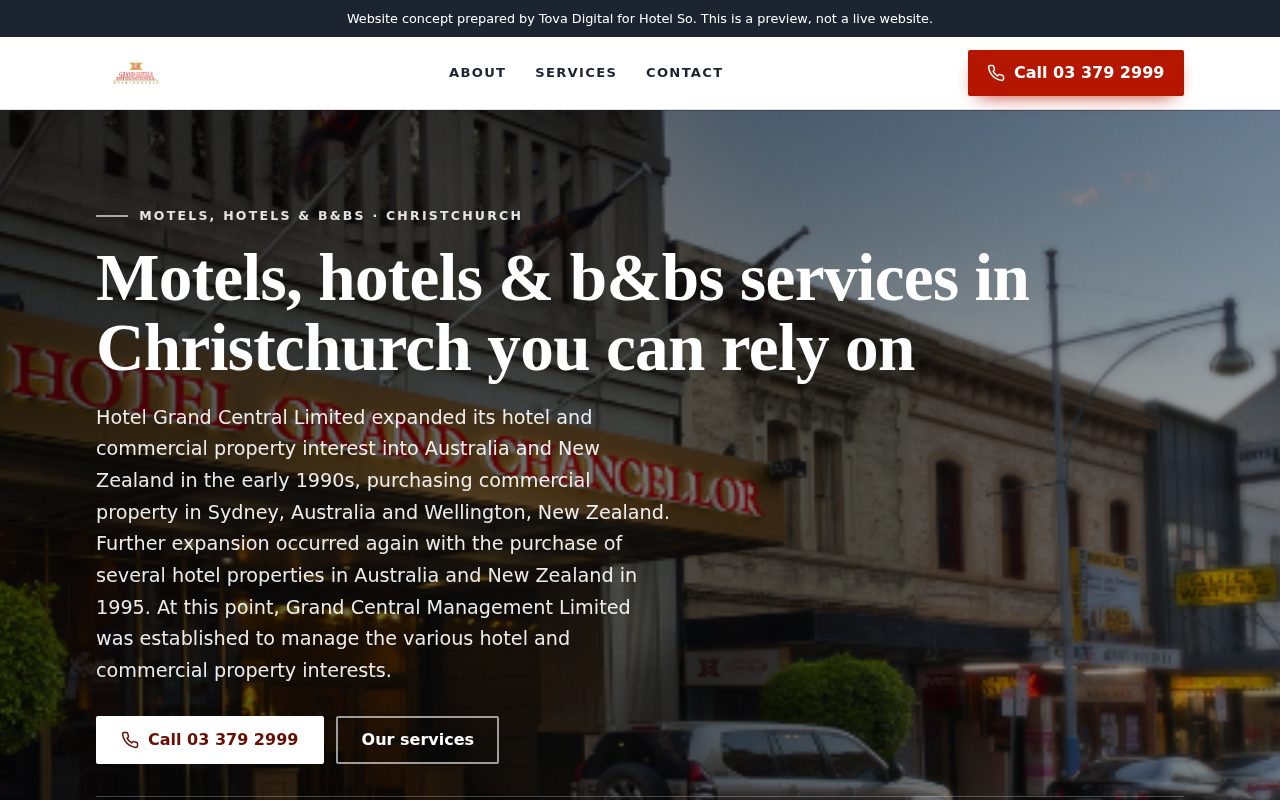 Website concept prepared by Tova Digital for Hotel So. This is a preview, not a live website.
ABOUT
SERVICES
CONTACT
Call 03 379 2999
MOTELS, HOTELS & B&BS · CHRISTCHURCH
Motels, hotels & b&bs services in
Christchurch you can rely on
HOTEL GRAND CHANCELLOR
Hotel Grand Central Limited expanded its hotel and
commercial property interest into Australia and New
Zealand in the early 1990s, purchasing commercial
property in Sydney, Australia and Wellington, New Zealand.
Further expansion occurred again with the purchase of
several hotel properties in Australia and New Zealand in
1995. At this point, Grand Central Management Limited
was established to manage the various hotel and
commercial property interests.
QUIET
WATERS
Call 03 379 2999
Our services